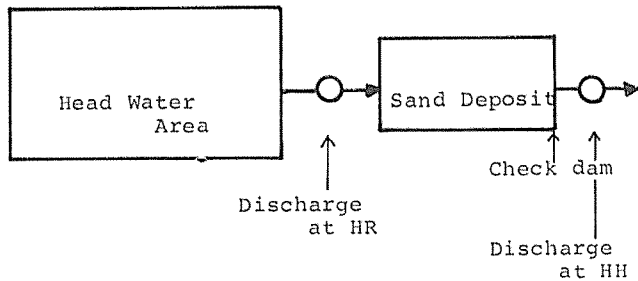 Head Water
Area
Sand Deposit
Check dam
Discharge
at HR
Discharge
at HH